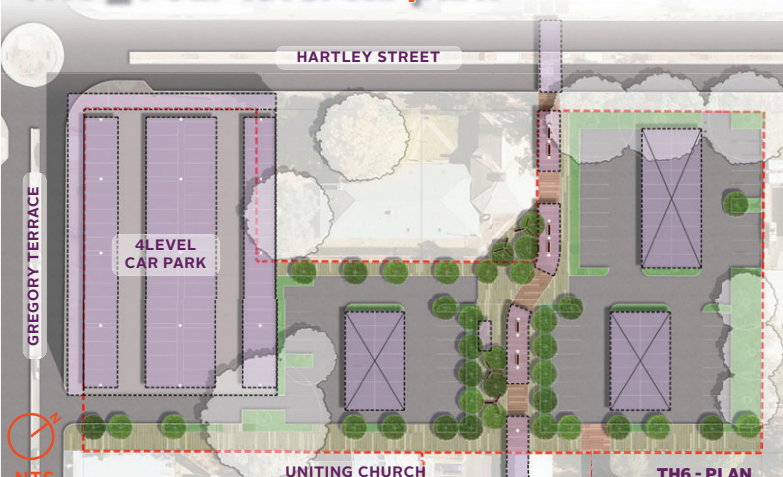 HARTLEY STREET
GREGORY TERRACE
4LEVEL
CAR PARK
N
NTS
UNITING CHURCH
TH6 - PLAN